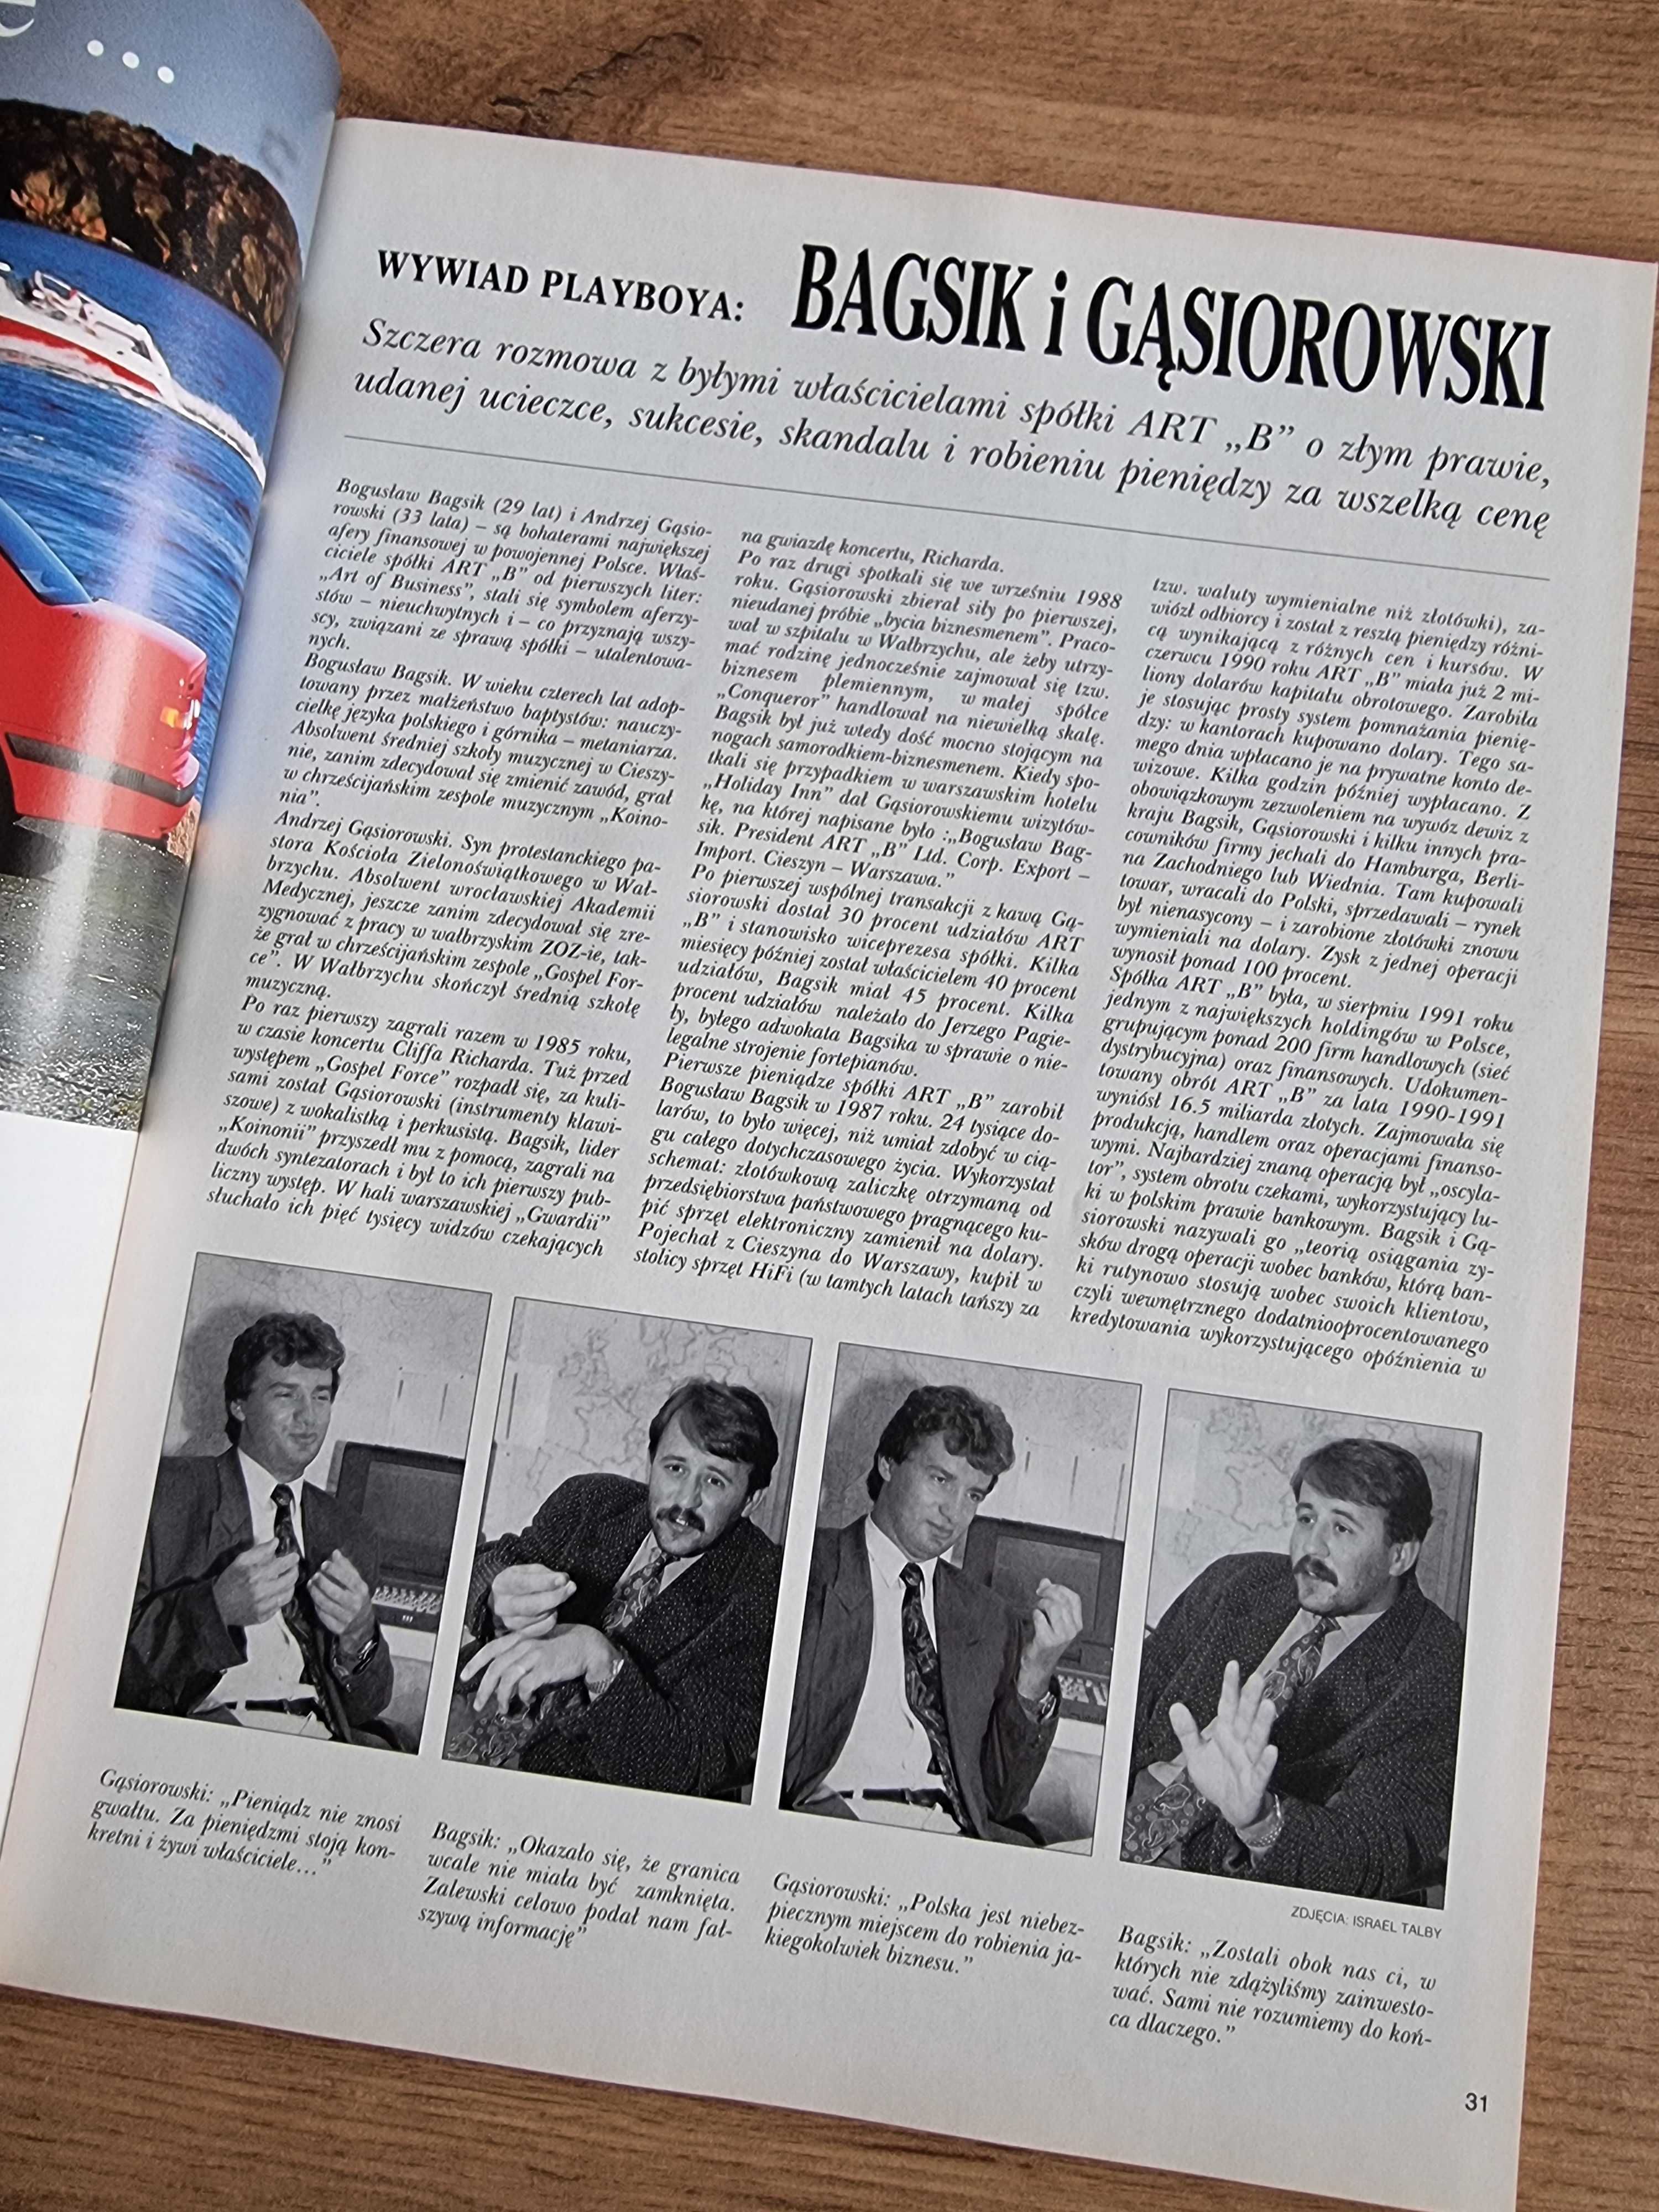 e ...
WYWIAD PLAYBOYA: BAGSIK i GĄSIOROWSKI
Szczera rozmowa z byłymi właścicielami spółki ART „B” o złym prawie,
udanej ucieczce, sukcesie, skandalu i robieniu pieniędzy za wszelką cenę
Bogusław Bagsik (29 lat) i Andrzej Gąsio-
rowski (33 lata) – są bohaterami największej
afery finansowej w powojennej Polsce. Właś-
ciciele spółki ART „B” od pierwszych liter:
„Art of Business”, stali się symbolem aferzy-
stów – nieuchwytnych i – co przyznają wszy-
scy, związani ze sprawą spółki – utalentowa-
nych.
Bogusław Bagsik. W wieku czterech lat adop-
towany przez małżeństwo baptystów: nauczy-
cielkę języka polskiego i górnika – metaniarza.
Absolwent średniej szkoły muzycznej w Cieszy-
nie, zanim zdecydował się zmienić zawód, grał
w chrześcijańskim zespole muzycznym „Koino-
nia”.
Andrzej Gąsiorowski. Syn protestanckiego pa-
stora Kościoła Zielonoświątkowego w Wał-
brzychu. Absolwent wrocławskiej Akademii
Medycznej, jeszcze zanim zdecydował się zre-
zygnować z pracy w wałbrzyskim ZOZ-ie, tak-
że grał w chrześcijańskim zespole „Gospel For-
ce”. W Wałbrzychu skończył średnią szkołę
muzyczną.
Po raz pierwszy zagrali razem w 1985 roku,
w czasie koncertu Cliffa Richarda. Tuż przed
występem „Gospel Force” rozpadł się, za kuli-
sami został Gąsiorowski (instrumenty klawi-
szowe) z wokalistką i perkusistą. Bagsik, lider
„Koinonii” przyszedł mu z pomocą, zagrali na
dwóch syntezatorach i był to ich pierwszy pub-
liczny występ. W hali warszawskiej „Gwardii”
słuchało ich pięć tysięcy widzów czekających
na gwiazdę koncertu, Richarda.
Po raz drugi spotkali się we wrześniu 1988
roku. Gąsiorowski zbierał siły po pierwszej,
nieudanej próbie „bycia biznesmenem”. Praco-
wał w szpitalu w Wałbrzychu, ale żeby utrzy-
mać rodzinę jednocześnie zajmował się tzw.
biznesem plemiennym, w małej spółce
„Conqueror” handlował na niewielką skalę.
Bagsik był już wtedy dość mocno stojącym na
nogach samorodkiem-biznesmenem. Kiedy spo-
tkali się przypadkiem w warszawskim hotelu
„Holiday Inn” dał Gąsiorowskiemu wizytów-
kę, na której napisane było :„Bogusław Bag-
sik. President ART „B” Ltd. Corp. Export –
Import. Cieszyn – Warszawa.”
Po pierwszej wspólnej transakcji z kawą Gą-
siorowski dostał 30 procent udziałów ART
„B” i stanowisko wiceprezesa spółki. Kilka
miesięcy później został właścicielem 40 procent
udziałów, Bagsik miał 45 procent. Kilka
procent udziałów należało do Jerzego Pagie-
ły, byłego adwokata Bagsika w sprawie o nie-
legalne strojenie fortepianów.
Pierwsze pieniądze spółki ART „B” zarobił
Bogusław Bagsik w 1987 roku. 24 tysiące do-
larów, to było więcej, niż umiał zdobyć w cią-
gu całego dotychczasowego życia. Wykorzystał
schemat: złotówkową zaliczkę otrzymaną od
przedsiębiorstwa państwowego pragnącego ku-
pić sprzęt elektroniczny zamienił na dolary.
Pojechał z Cieszyna do Warszawy, kupił w
stolicy sprzęt HiFi (w tamtych latach tańszy za
tzw. waluty wymienialne niż złotówki), za-
wiózł odbiorcy i został z resztą pieniędzy różni-
cą wynikającą z różnych cen i kursów. W
czerwcu 1990 roku ART „B” miała już 2 mi-
liony dolarów kapitału obrotowego. Zarobiła
je stosując prosty system pomnażania pienię-
dzy: w kantorach kupowano dolary. Tego sa-
mego dnia wpłacano je na prywatne konto de-
wizowe. Kilka godzin później wypłacano. Z
obowiązkowym zezwoleniem na wywóz dewiz z
kraju Bagsik, Gąsiorowski i kilku innych pra-
cowników firmy jechali do Hamburga, Berli-
na Zachodniego lub Wiednia. Tam kupowali
towar, wracali do Polski, sprzedawali – rynek
był nienasycony – i zarobione złotówki znowu
wymieniali na dolary. Zysk z jednej operacji
wynosił ponad 100 procent.
Spółka ART „B” była, w sierpniu 1991 roku
jednym z największych holdingów w Polsce,
grupującym ponad 200 firm handlowych (sieć
dystrybucyjna) oraz finansowych. Udokumen-
towany obrót ART „B” za lata 1990-1991
wyniósł 16.5 miliarda złotych. Zajmowała się
produkcją, handlem oraz operacjami finanso-
wymi. Najbardziej znaną operacją był „oscyla-
tor”, system obrotu czekami, wykorzystujący lu-
ki w polskim prawie bankowym. Bagsik i Gą-
siorowski nazywali go „teorią osiągania zy-
sków drogą operacji wobec banków, którą ban-
ki rutynowo stosują wobec swoich klientow,
czyli wewnętrznego dodatniooprocentowanego
kredytowania wykorzystującego opóźnienia w
Gąsiorowski: „Pieniądz nie znosi
gwałtu. Za pieniędzmi stoją kon-
kretni i żywi właściciele...”
Bagsik: „Okazało się, że granica
wcale nie miała być zamknięta.
Zalewski celowo podał nam fał-
szywą informację”
Gąsiorowski: „Polska jest niebez-
piecznym miejscem do robienia ja-
kiegokolwiek biznesu.”
ZDJĘCIA: ISRAEL TALBY
Bagsik: „Zostali obok nas ci, w
których nie zdążyliśmy zainwesto-
wać. Sami nie rozumiemy do koń-
ca dlaczego.”
31